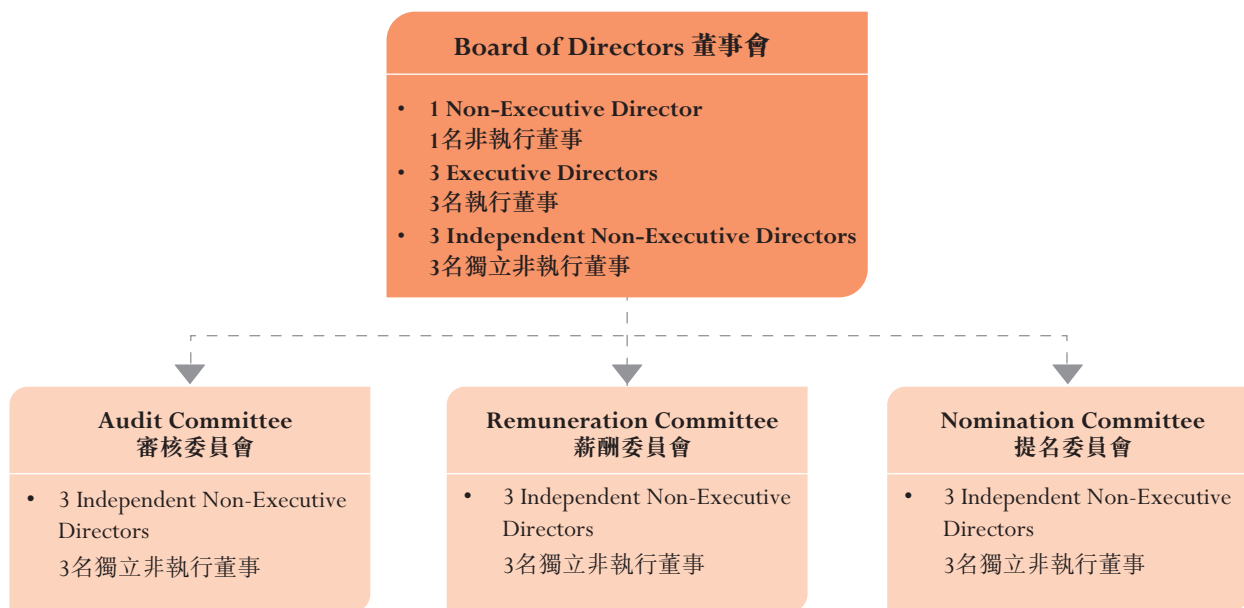 Board of Directors 董事會
• 1 Non-Executive Director
1名非執行董事
• 3 Executive Directors
3名執行董事
• 3 Independent Non-Executive Directors
3名獨立非執行董事
Audit Committee
審核委員會
• 3 Independent Non-Executive
Directors
3名獨立非執行董事
Remuneration Committee
薪酬委員會
• 3 Independent Non-Executive
Directors
3名獨立非執行董事
Nomination Committee
提名委員會
• 3 Independent Non-Executive
Directors
3名獨立非執行董事